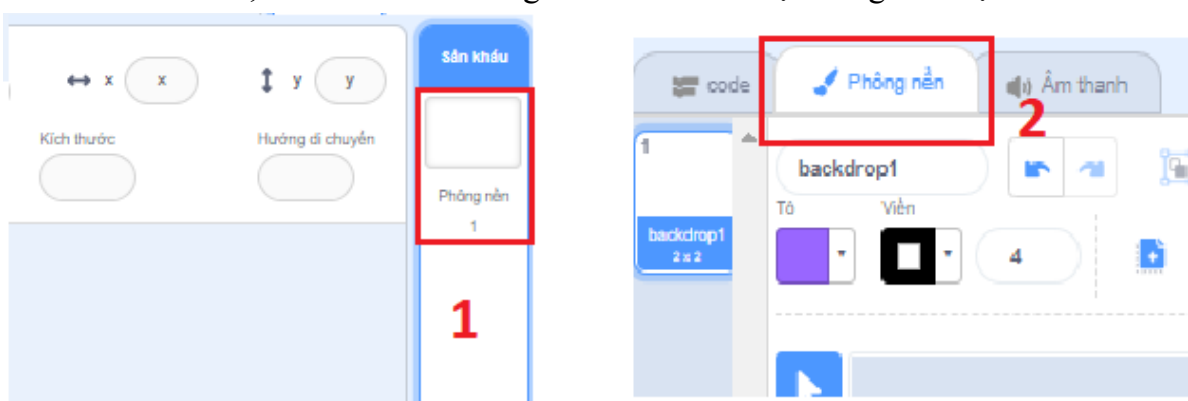 Sân khấu
x x
y y
Kích thước
Hướng di chuyển
Phông nền
1
1
code
Phông nền
Âm thanh
2
1
backdrop1
Tô
Viền
backdrop1
2 x 2
4